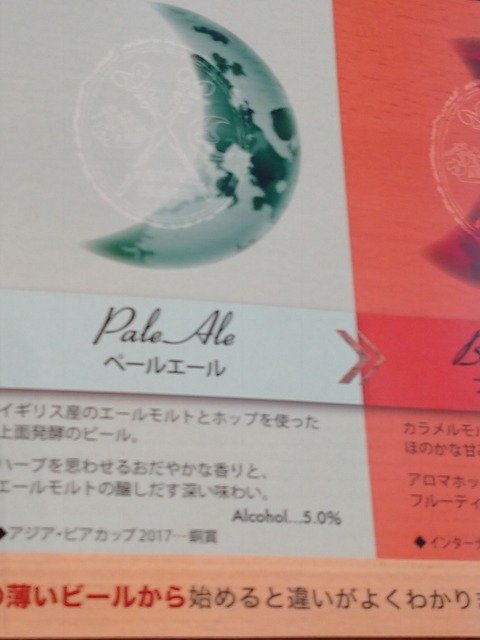 Pale Ale
ペールエール
イギリス産のエールモルトとホップを使った
上面発酵のビール。
ハーブを思わせるおだやかな香りと、
エールモルトの醸しだす深い味わい。
Alcohol...5.0%
◆アジア・ビアカップ2017…銅賞
カラメルモル
ほのかな甘
アロマホッ
フルーティ
◆インター
の薄いビールから始めると違いがよくわかり